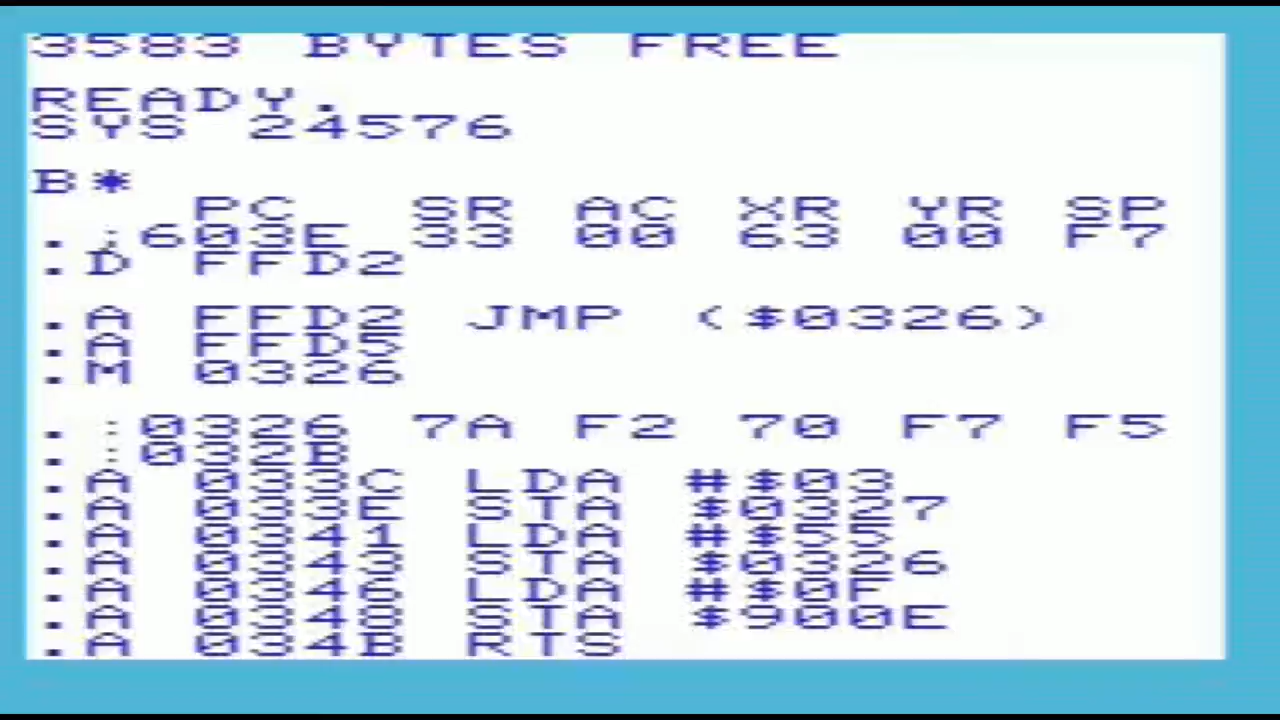 3583 BYTES FREE
READY.
SYS 24576
B*
PC SR AC XR YR SP
.;603E 33 00 63 00 F7
.D FFD2
.A FFD2 JMP ($0326)
.A FFD5
.M 0326
.:0326 7A F2 70 F7 F5
.:032B
.A 033C LDA #$03
.A 033E STA $0327
.A 0341 LDA #$55
.A 0343 STA $0326
.A 0346 LDA #$0F
.A 0348 STA $900E
.A 034B RTS